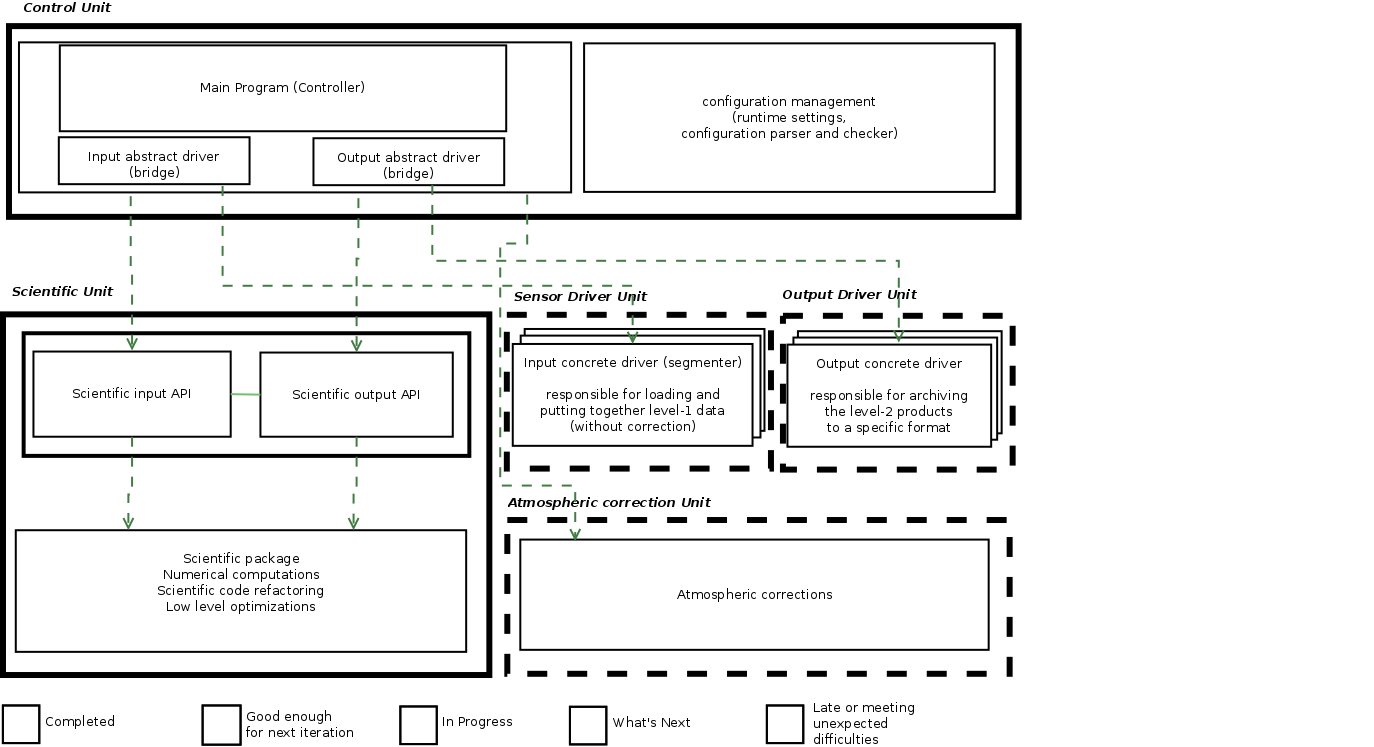 Control Unit
Main Program (Controller)
configuration management
(runtime settings,
configuration parser and checker)
Input abstract driver
(bridge)
Output abstract driver
(bridge)
Scientific Unit
Sensor Driver Unit
Output Driver Unit
Scientific input API
Scientific output API
Input concrete driver (segmenter)
responsible for loading and
putting together level-1 data
(without correction)
Output concrete driver
responsible for archiving
the level-2 products
to a specific format
Atmospheric correction Unit
Scientific package
Numerical computations
Scientific code refactoring
Low level optimizations
Atmospheric corrections
Completed
Good enough
for next iteration
In Progress
What's Next
Late or meeting
unexpected
difficulties